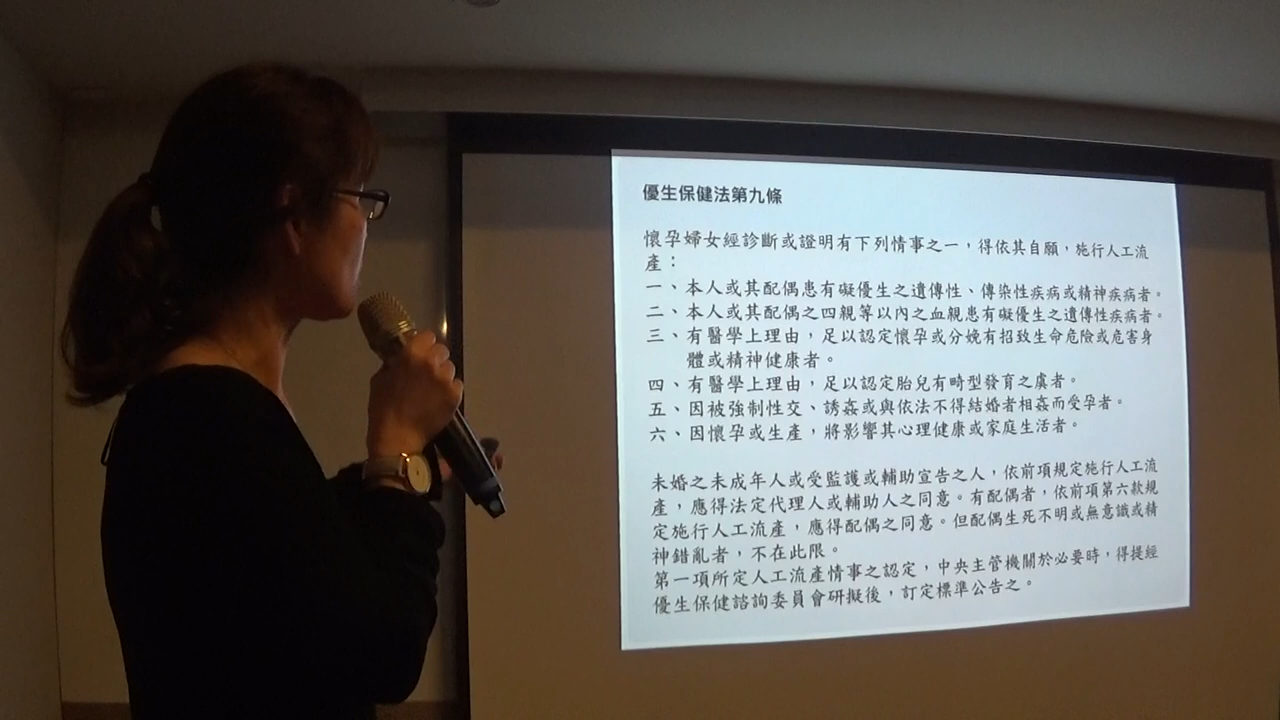 優生保健法第九條
懷孕婦女經診斷或證明有下列情事之一，得依其自願，施行人工流
產：
一、本人或其配偶患有礙優生之遺傳性、傳染性疾病或精神疾病者。
二、本人或其配偶之四親等以內之血親患有礙優生之遺傳性疾病者。
三、有醫學上理由，足以認定懷孕或分娩有招致生命危險或危害身
體或精神健康者。
四、有醫學上理由，足以認定胎兒有畸型發育之虞者。
五、因被強制性交、誘姦或與依法不得結婚者相姦而受孕者。
六、因懷孕或生產，將影響其心理健康或家庭生活者。
未婚之未成年人或受監護或輔助宣告之人，依前項規定施行人工流
產，應得法定代理人或輔助人之同意。有配偶者，依前項第六款規
定施行人工流產，應得配偶之同意。但配偶生死不明或無意識或精
神錯亂者，不在此限。
第一項所定人工流產情事之認定，中央主管機關於必要時，得提經
優生保健諮詢委員會研擬後，訂定標準公告之。